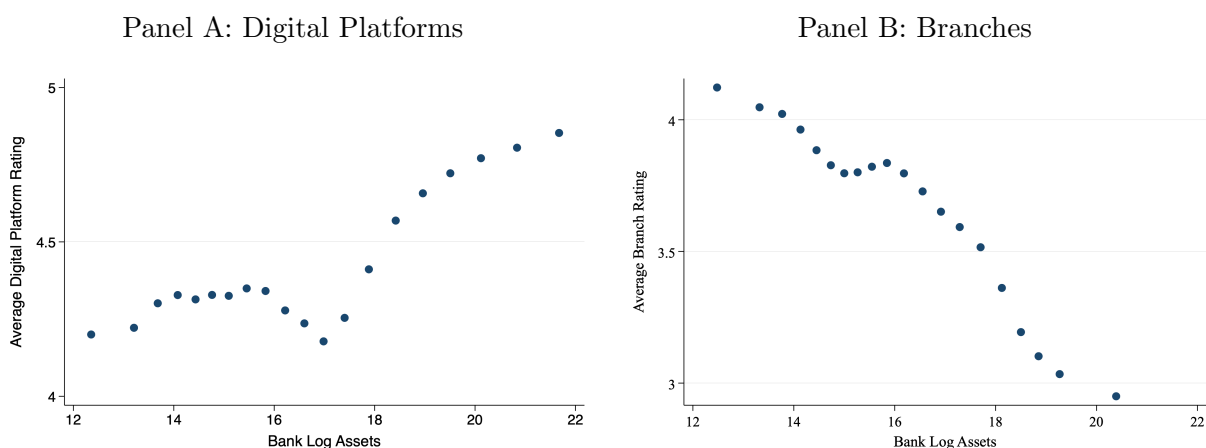 Panel A: Digital Platforms
5
4.5
4
Average Digital Platform Rating
12 14 16 18 20 22
Bank Log Assets
Panel B: Branches
4
3.5
3
Average Branch Rating
12 14 16 18 20 22
Bank Log Assets